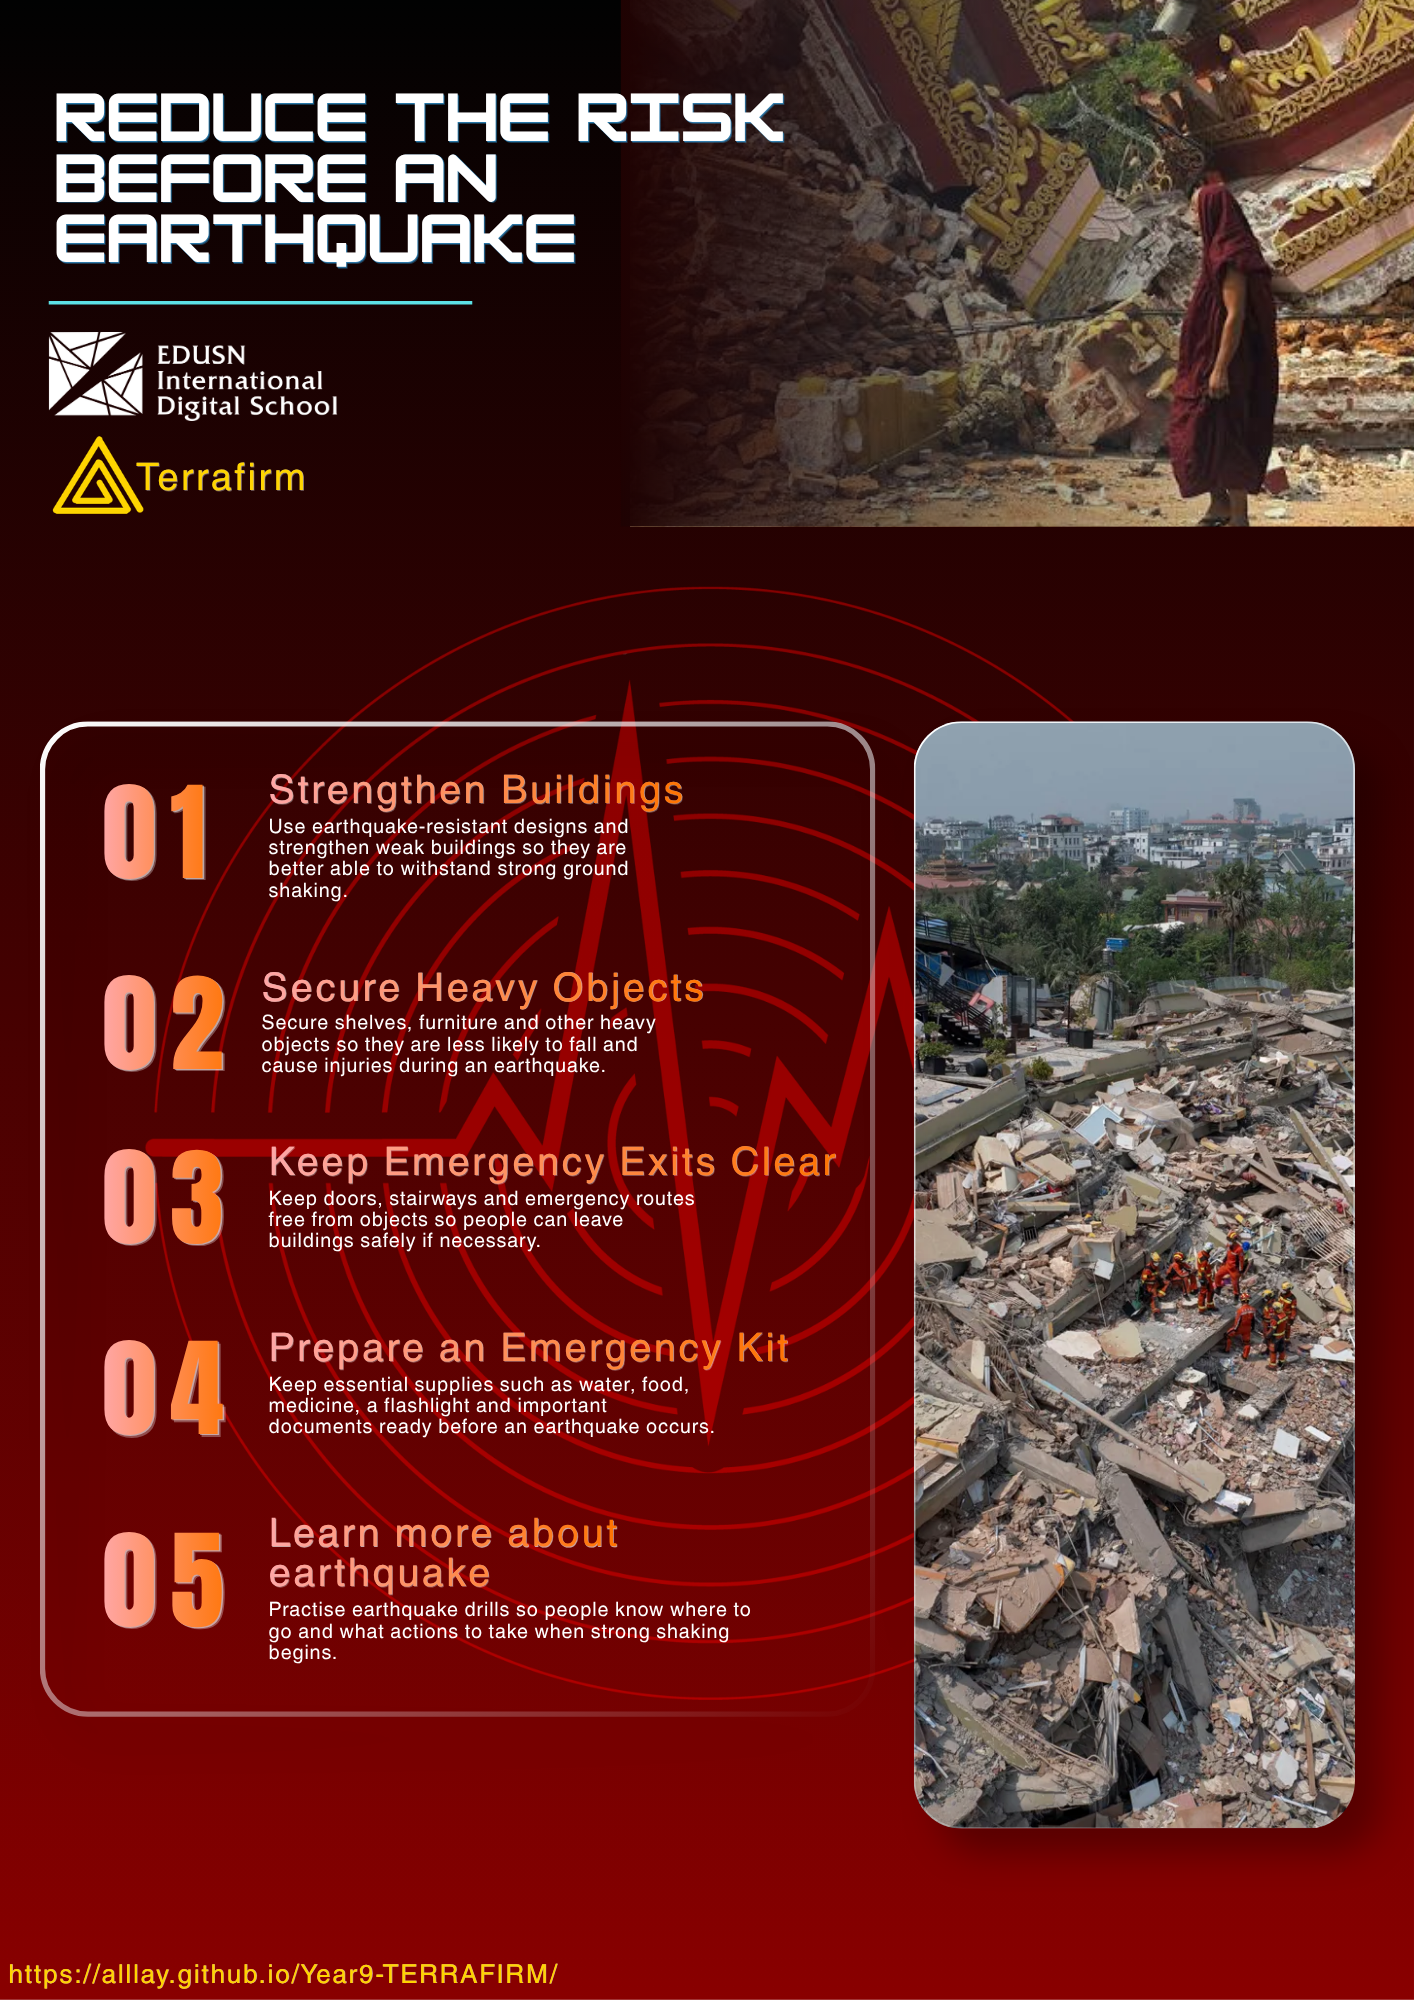 REDUCE THE RISK
BEFORE AN
EARTHQUAKE
EDUSN
International
Digital School
Terrafirm
01
Strengthen Buildings
Use earthquake-resistant designs and
strengthen weak buildings so they are
better able to withstand strong ground
shaking.
02
Secure Heavy Objects
Secure shelves, furniture and other heavy
objects so they are less likely to fall and
cause injuries during an earthquake.
03
Keep Emergency Exits Clear
Keep doors, stairways and emergency routes
free from objects so people can leave
buildings safely if necessary.
04
Prepare an Emergency Kit
Keep essential supplies such as water, food,
medicine, a flashlight and important
documents ready before an earthquake occurs.
05
Learn more about
earthquake
Practise earthquake drills so people know where to
go and what actions to take when strong shaking
begins.
https://alllay.github.io/Year9-TERRAFIRM/